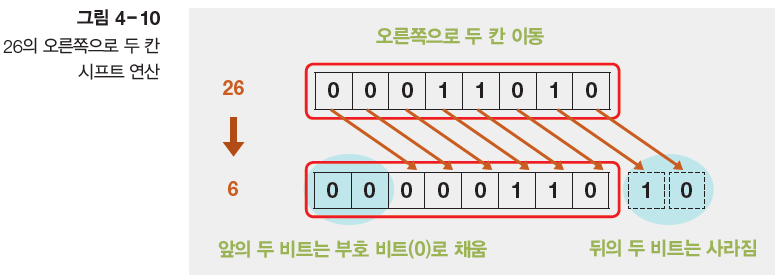 그림 4-10
26의 오른쪽으로 두 칸
시프트 연산
오른쪽으로 두 칸 이동
26
0 0 0 1 1 0 1 0
6
0 0 0 0 0 1 1 0 1 0
앞의 두 비트는 부호 비트(0)로 채움
뒤의 두 비트는 사라짐